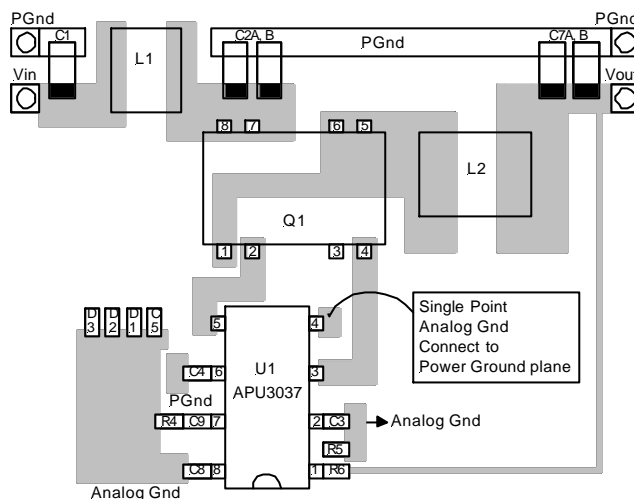 PGnd
C1
L1
C2A, B
PGnd
C7A, B
PGnd
Vin
Vout
8 7 6 5
L2
Q1
1 2 3 4
D3 D2 D1 C5
5
4
Single Point
Analog Gnd
Connect to
Power Ground plane
U1
APU3037
C4 6
3
PGnd
R4 C9 7
2 C3
Analog Gnd
R5
C8 8
1 R6
Analog Gnd